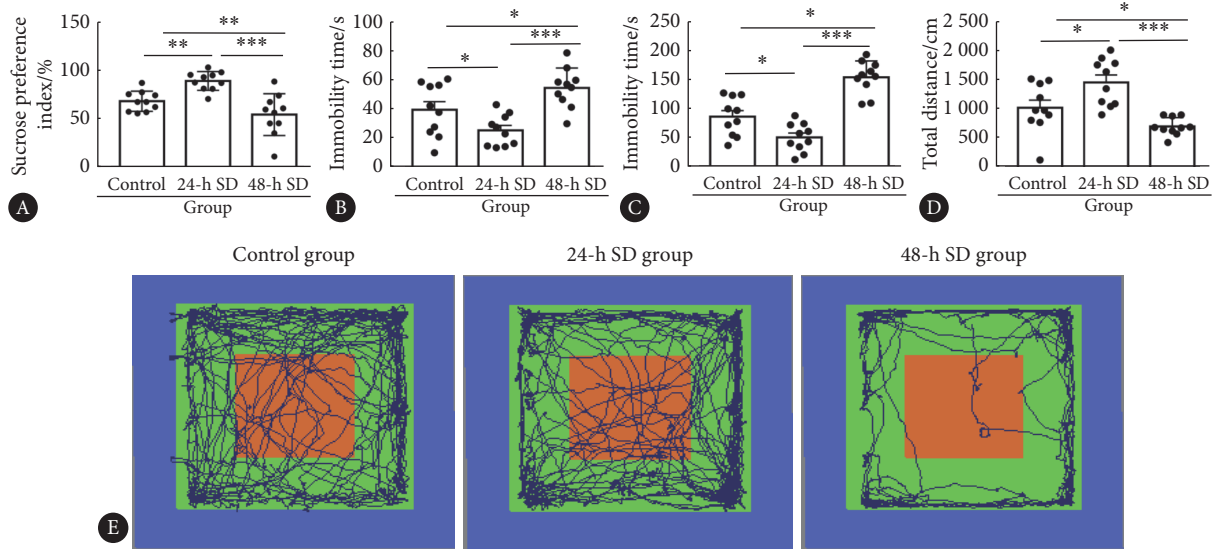 **
** ***
Sucrose preference
index/%
150
100
50
0
Control 24-h SD 48-h SD
Group
A
*
* ***
Immobility time/s
80
60
40
20
0
Control 24-h SD 48-h SD
Group
B
*
* ***
Immobility time/s
250
200
150
100
50
0
Control 24-h SD 48-h SD
Group
C
*
* ***
Total distance/cm
2 500
2 000
1 500
1 000
500
0
Control 24-h SD 48-h SD
Group
D
Control group
24-h SD group
48-h SD group
E